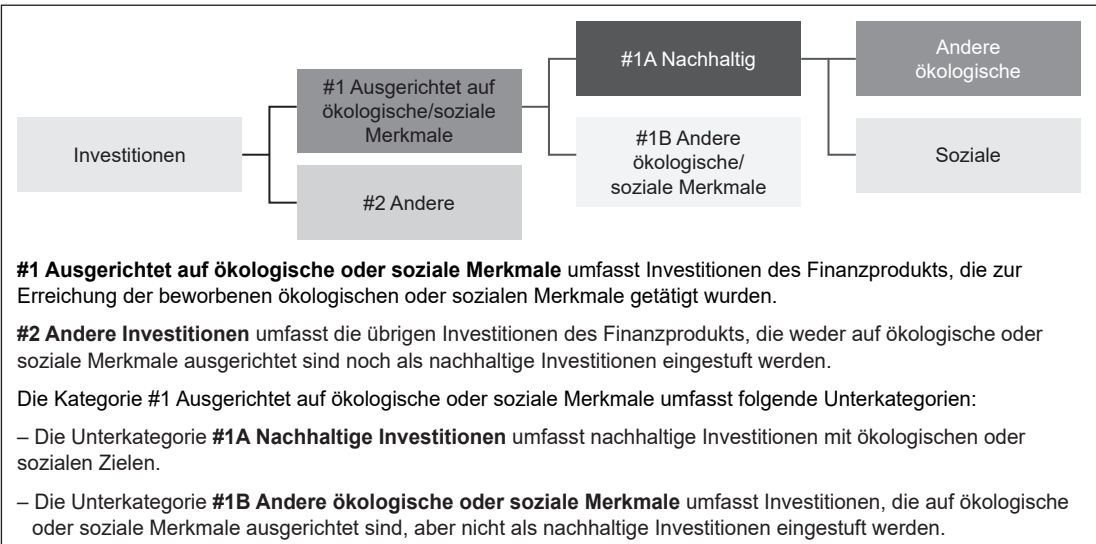 Investitionen
#1 Ausgerichtet auf
ökologische/soziale
Merkmale
#2 Andere
#1A Nachhaltig
#1B Andere
ökologische/
soziale Merkmale
Andere
ökologische
Soziale
#1 Ausgerichtet auf ökologische oder soziale Merkmale umfasst Investitionen des Finanzprodukts, die zur
Erreichung der beworbenen ökologischen oder sozialen Merkmale getätigt wurden.
#2 Andere Investitionen umfasst die übrigen Investitionen des Finanzprodukts, die weder auf ökologische oder
soziale Merkmale ausgerichtet sind noch als nachhaltige Investitionen eingestuft werden.
Die Kategorie #1 Ausgerichtet auf ökologische oder soziale Merkmale umfasst folgende Unterkategorien:
– Die Unterkategorie #1A Nachhaltige Investitionen umfasst nachhaltige Investitionen mit ökologischen oder
sozialen Zielen.
– Die Unterkategorie #1B Andere ökologische oder soziale Merkmale umfasst Investitionen, die auf ökologische
oder soziale Merkmale ausgerichtet sind, aber nicht als nachhaltige Investitionen eingestuft werden.